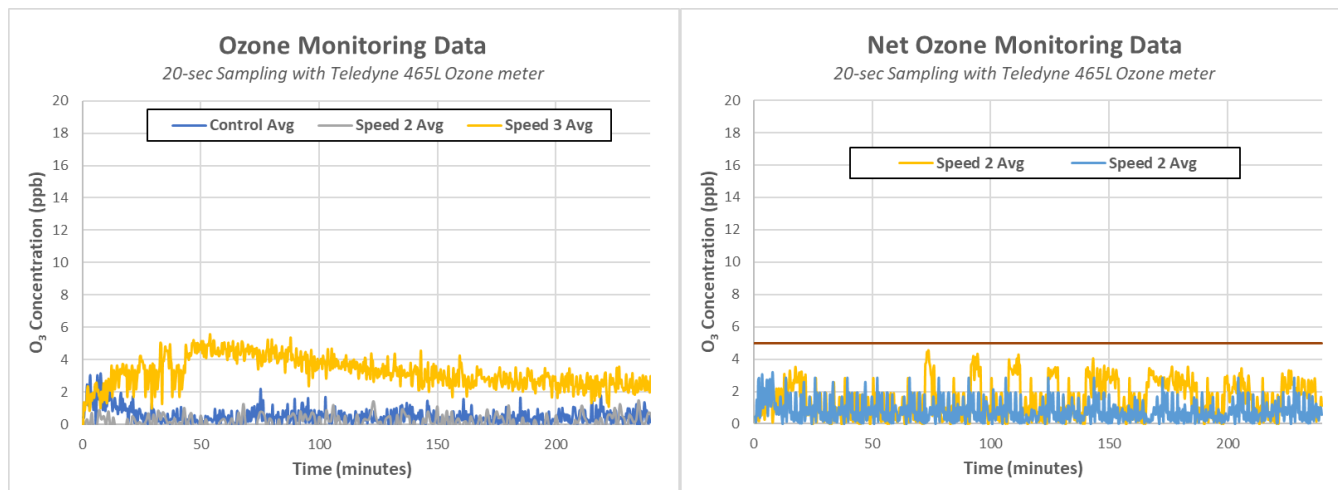 Ozone Monitoring Data
20-sec Sampling with Teledyne 465L Ozone meter
20
18
16
14
12
10
8
6
4
2
0
O3 Concentration (ppb)
Control Avg Speed 2 Avg Speed 3 Avg
0 50 100 150 200
Time (minutes)
Net Ozone Monitoring Data
20-sec Sampling with Teledyne 465L Ozone meter
20
18
16
14
12
10
8
6
4
2
0
O3 Concentration (ppb)
Speed 2 Avg Speed 2 Avg
0 50 100 150 200
Time (minutes)